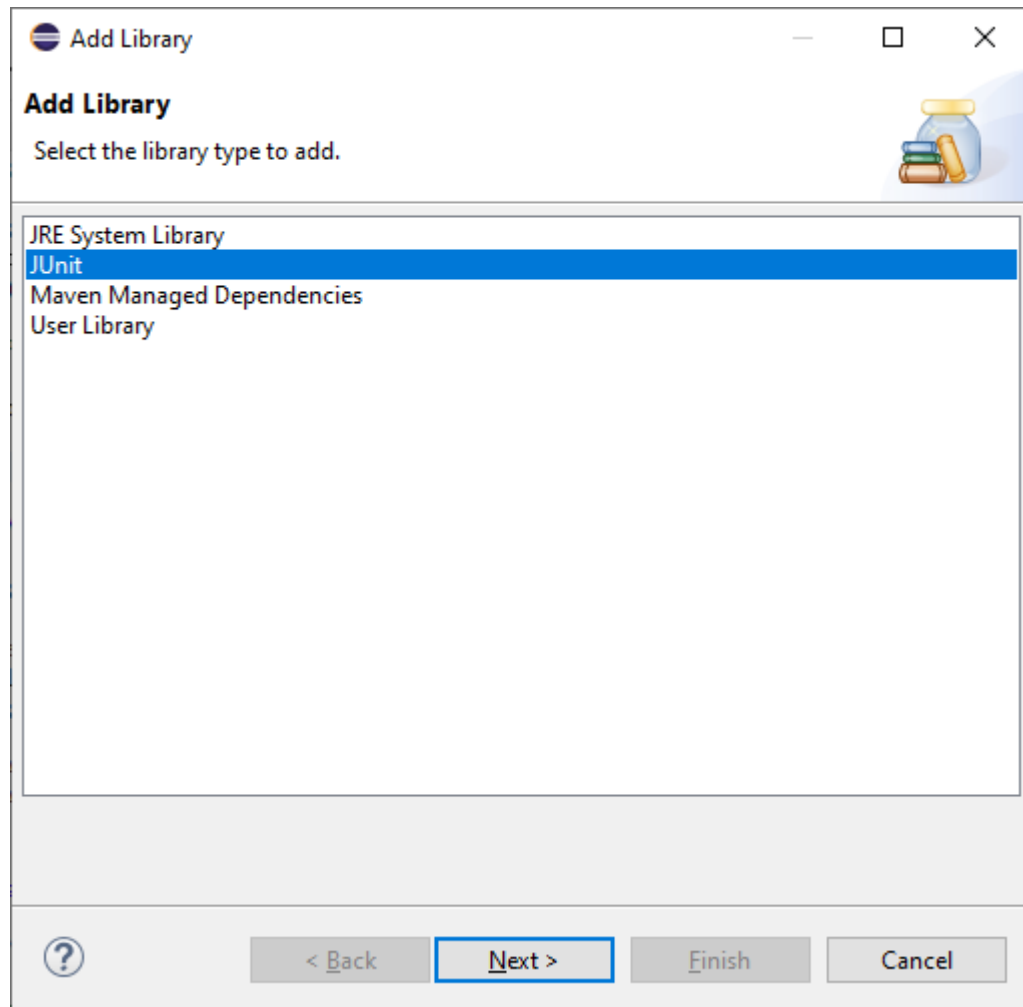 Add Library
Add Library
Select the library type to add.
JRE System Library
JUnit
Maven Managed Dependencies
User Library
?
< Back
Next >
Finish
Cancel